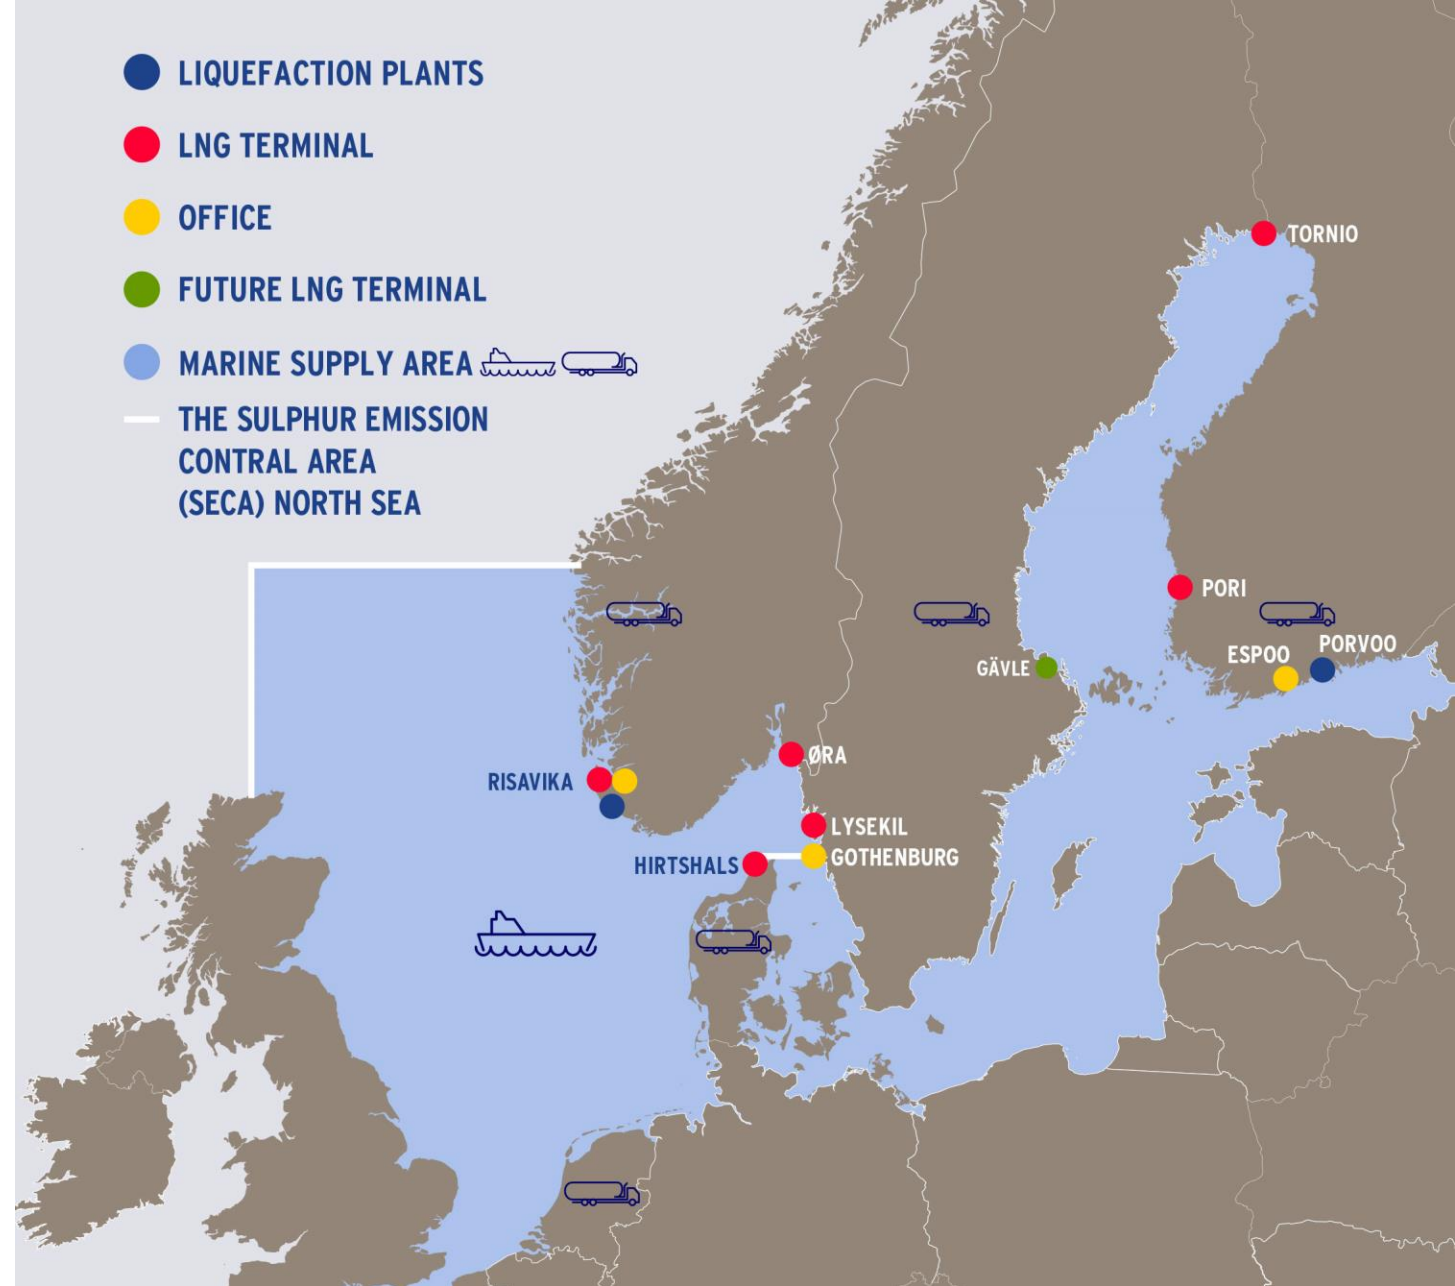 LIQUEFACTION PLANTS
LNG TERMINAL
OFFICE
FUTURE LNG TERMINAL
MARINE SUPPLY AREA
THE SULPHUR EMISSION
CONTRAL AREA
(SECA) NORTH SEA
TORNIO
PORI
ESPOO
PORVOO
GÄVLE
ØRA
RISAVIKA
LYSEKIL
GOTHENBURG
HIRTSHALS